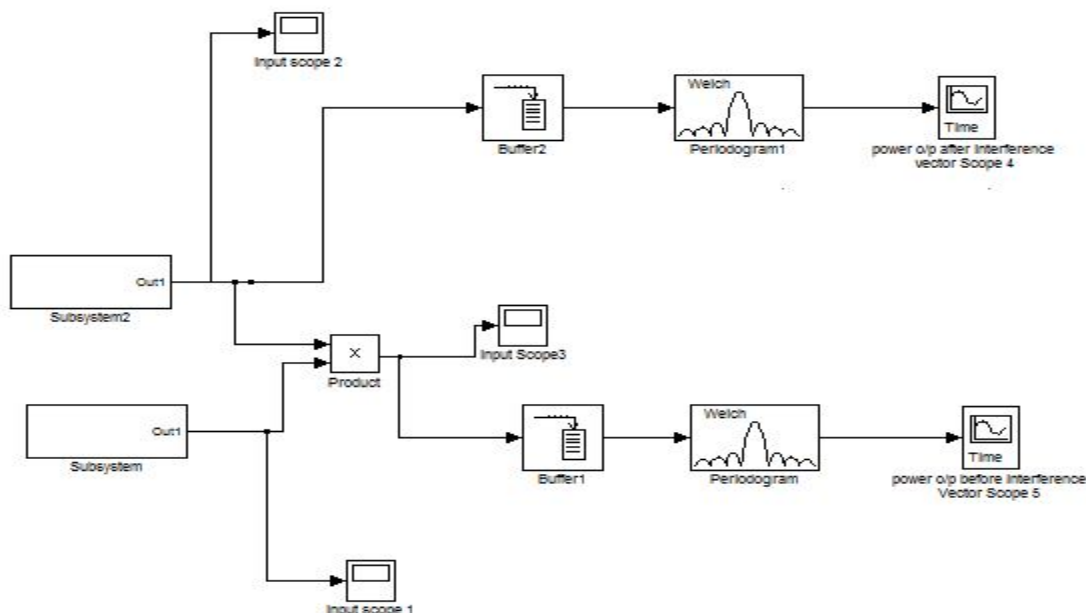 Input scope 2
Welch
Buffer2
Periodogram1
Time
power o/p after Interference
vector Scope 4
Out1
Subsystem2
X
Product
Input Scope3
Out1
Subsystem
Welch
Buffer1
Periodogram
Time
power o/p before Interference
Vector Scope 5
Input scope 1